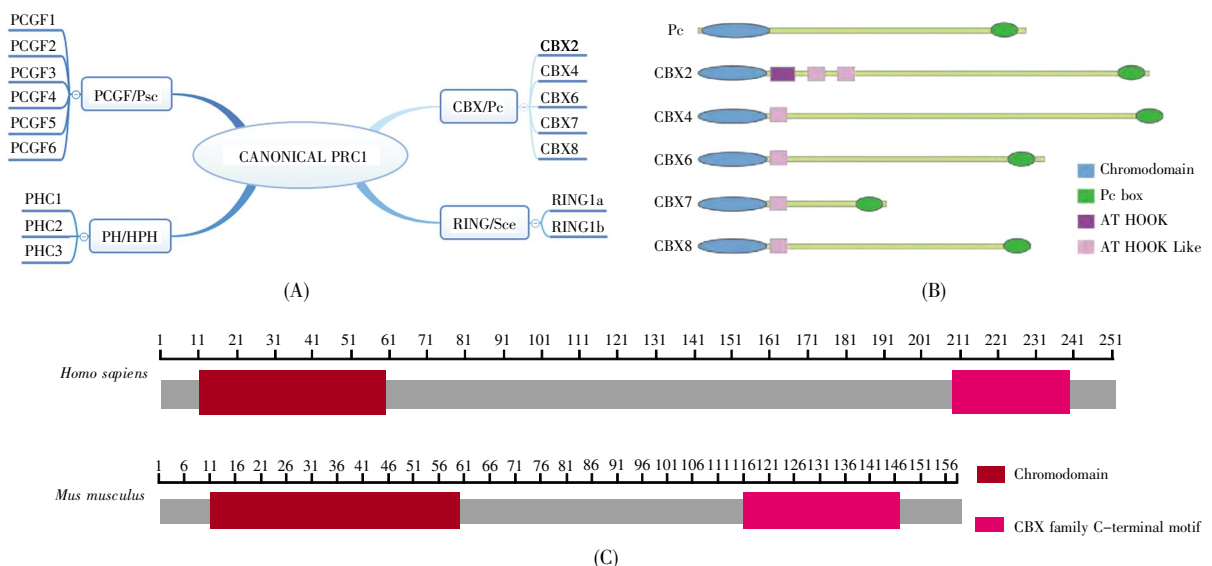 PCGF1
PCGF2
PCGF3
PCGF4
PCGF5
PCGF6
PCGF/Psc
PHC1
PHC2
PHC3
PH/HPH
CANONICAL PRC1
CBX/Pc
CBX2
CBX4
CBX6
CBX7
CBX8
RING/Sce
RING1a
RING1b
(A)
Pc
CBX2
CBX4
CBX6
CBX7
CBX8
Chromodomain
Pc box
AT HOOK
AT HOOK Like
(B)
1 11 21 31 41 51 61 71 81 91 101 111 121 131 141 151 161 171 181 191 201 211 221 231 241 251
Homo sapiens
1 6 11 16 21 26 31 36 41 46 51 56 61 66 71 76 81 86 91 96 101 106 111 116 121 126 131 136 141 146 151 156
Mus musculus
Chromodomain
CBX family C-terminal motif
(C)